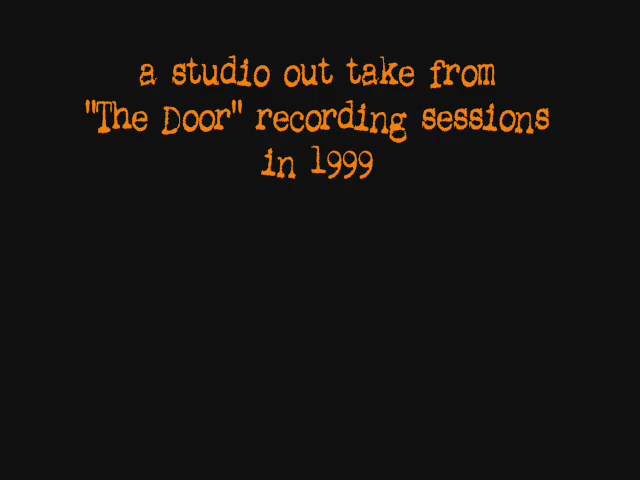 a studio out take from
"The Door" recording sessions
in 1999